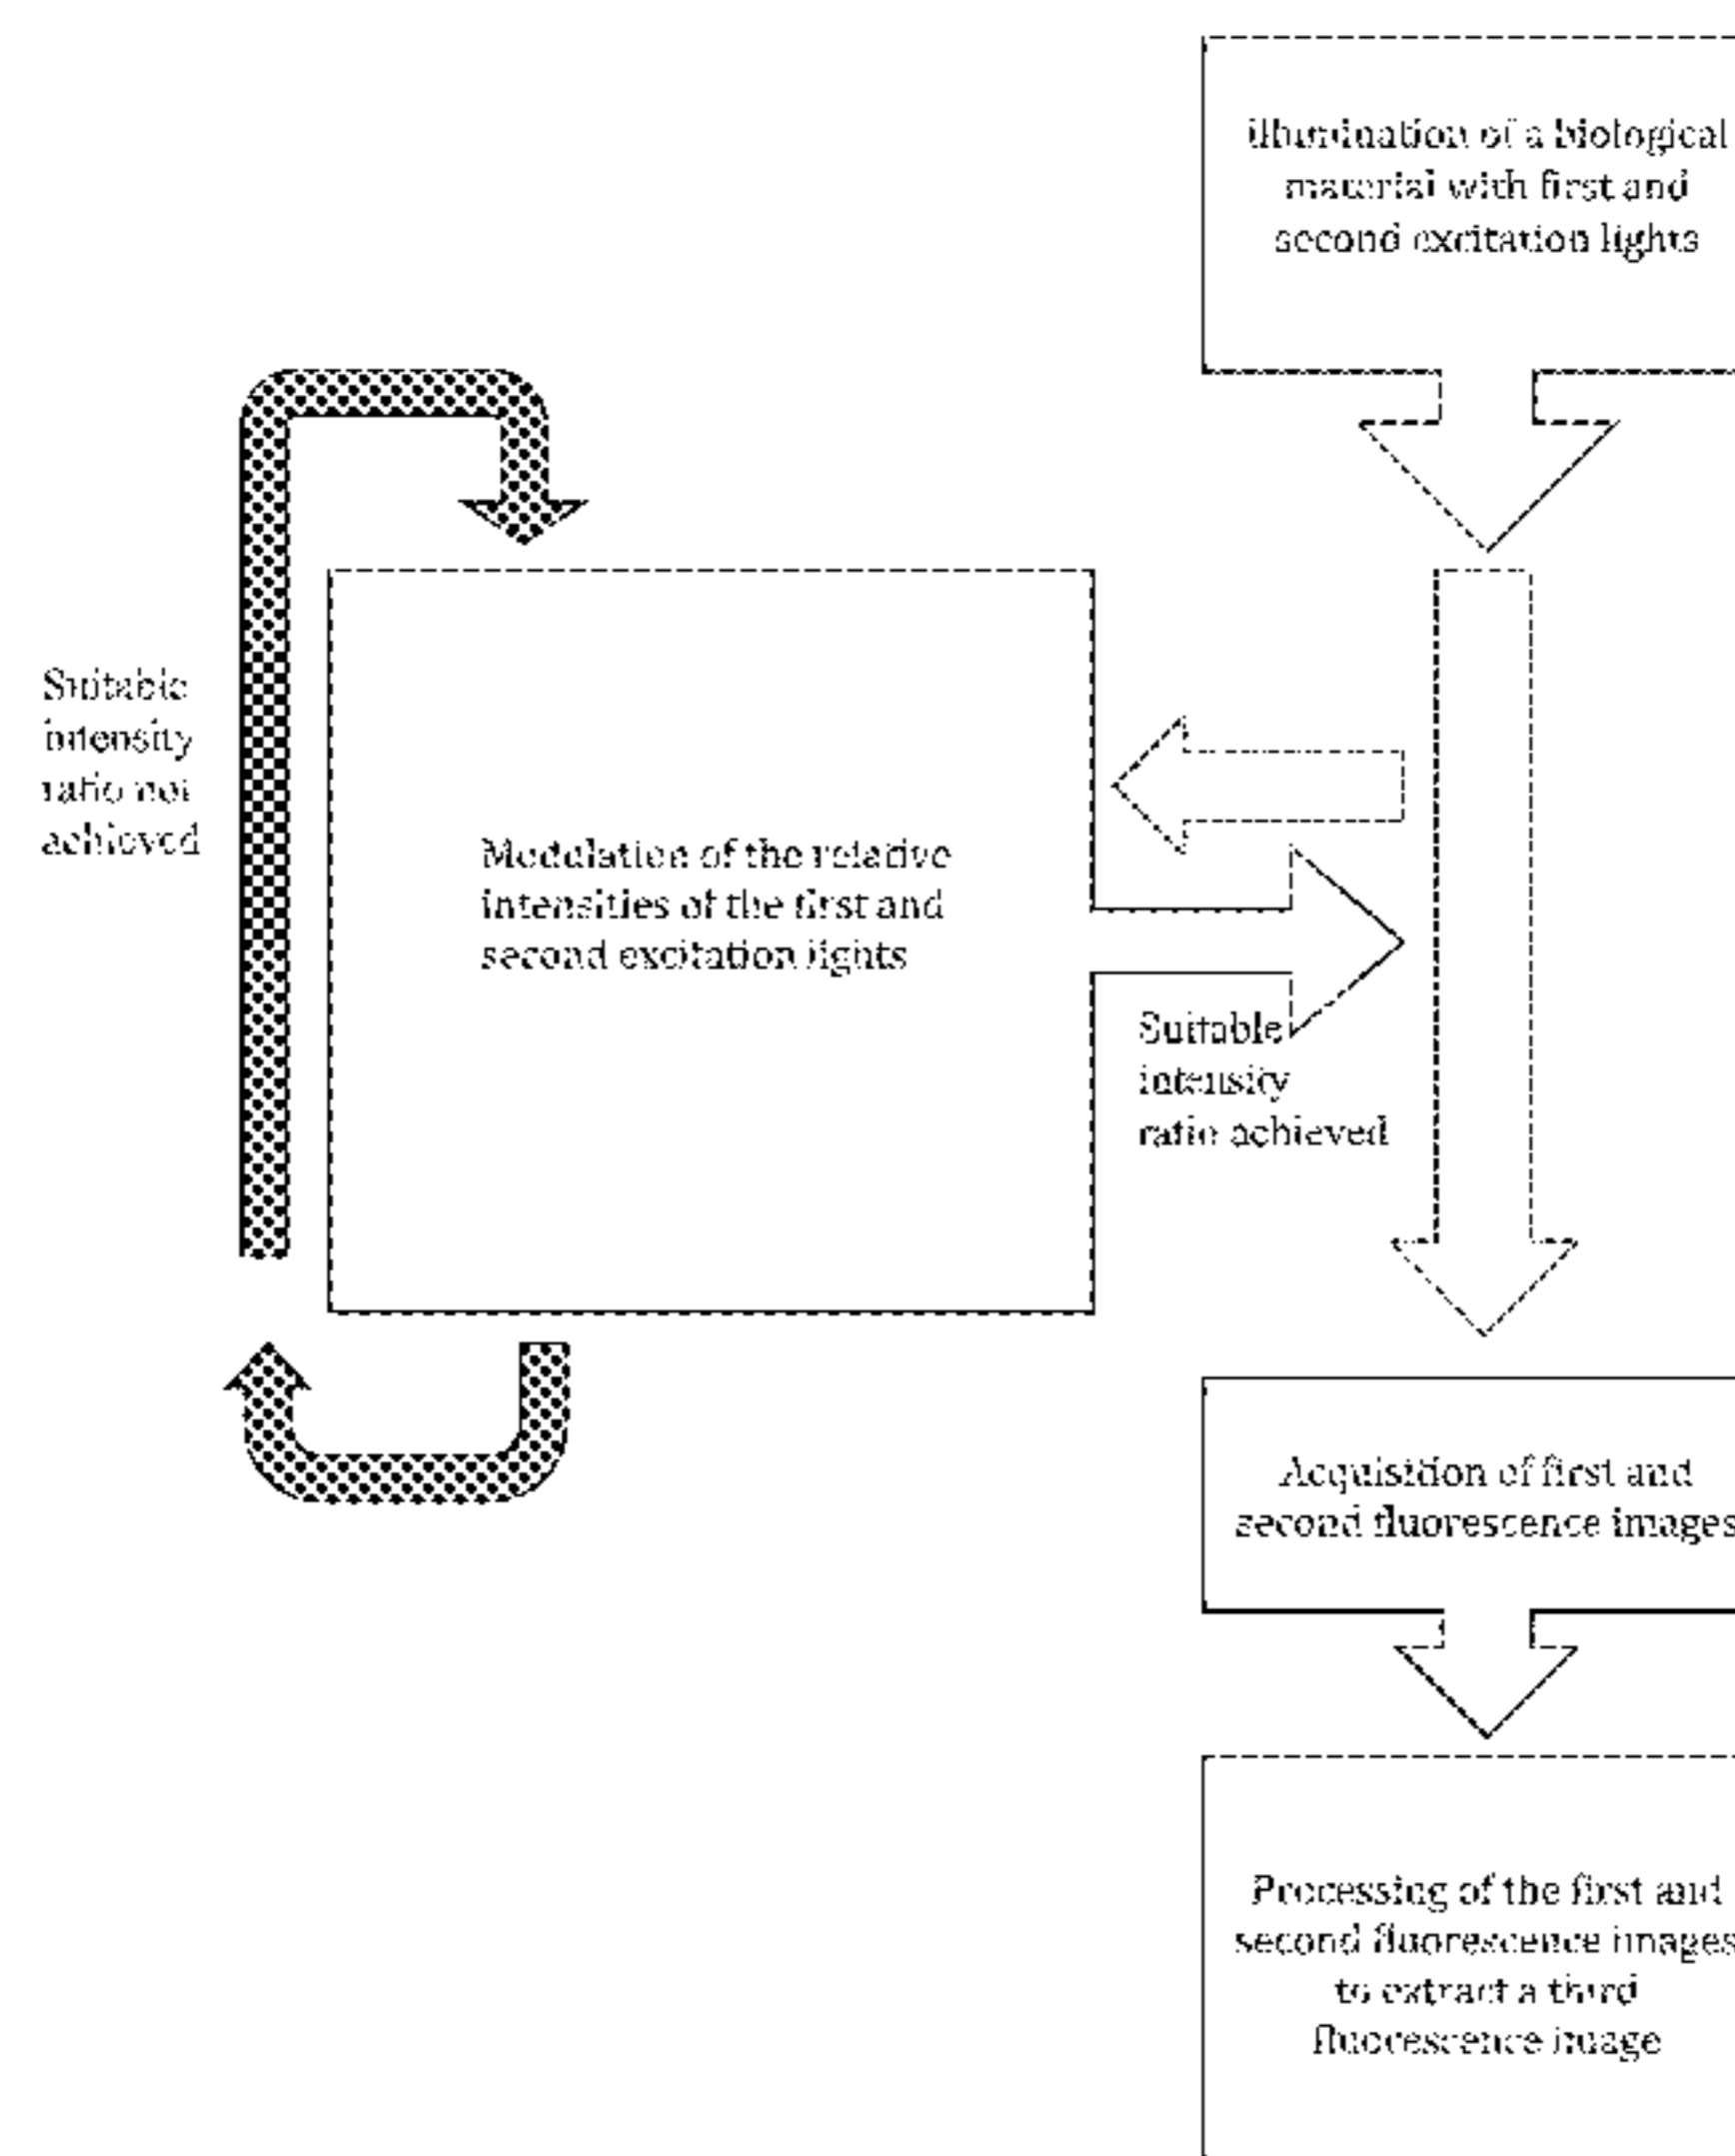 illumination of a biological
material with first and
second excitation lights
Suitable
intensity
ratio not
achieved
Modulation of the relative
intensities of the first and
second excitation lights
Suitable
intensity
ratio achieved
Acquisition of first and
second fluorescence images
Processing of the first and
second fluorescence images
to extract a third
fluorescence image